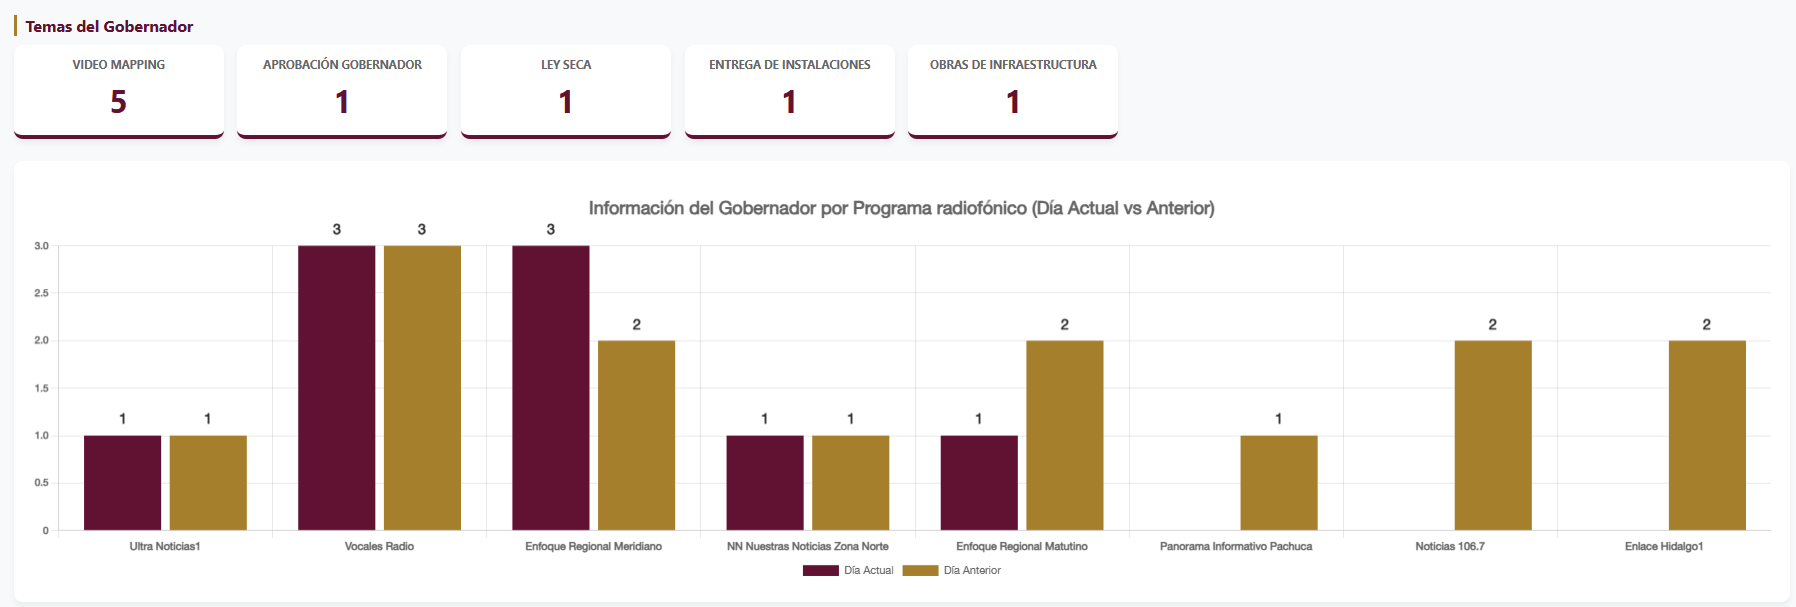 Temas del Gobernador
VIDEO MAPPING
5
APROBACIÓN GOBERNADOR
1
LEY SECA
1
ENTREGA DE INSTALACIONES
1
OBRAS DE INFRAESTRUCTURA
1
Información del Gobernador por Programa radiofónico (Día Actual vs Anterior)
3.0
2.5
2.0
1.5
1.0
0.5
0
1 1
3 3
3 2
1 1
1 2
1
2
2
Ultra Noticias1
Vocales Radio
Enfoque Regional Meridiano
NN Nuestras Noticias Zona Norte
Enfoque Regional Matutino
Panorama Informativo Pachuca
Noticias 106.7
Enlace Hidalgo1
Día Actual
Día Anterior